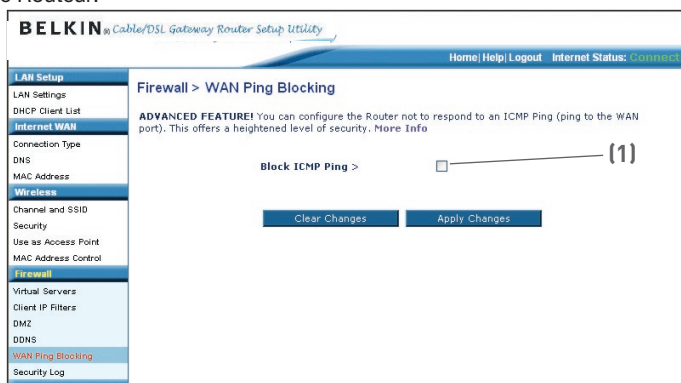 BELKIN® Cable/DSL Gateway Router Setup Utility
Home| Help| Logout Internet Status: Connect
LAN Setup
LAN Settings
DHCP Client List
Internet WAN
Connection Type
DNS
MAC Address
Wireless
Channel and SSID
Security
Use as Access Point
MAC Address Control
Firewall
Virtual Servers
Client IP Filters
DMZ
DDNS
WAN Ping Blocking
Security Log
Firewall > WAN Ping Blocking
ADVANCED FEATURE! You can configure the Router not to respond to an ICMP Ping (ping to the WAN
port). This offers a heightened level of security. More Info
Block ICMP Ping >
(1)
Clear Changes Apply Changes